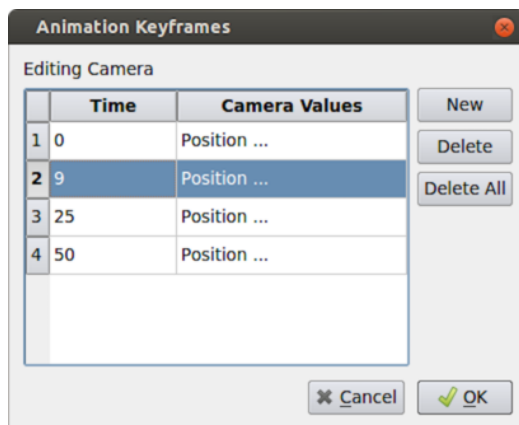 Animation Keyframes
Editing Camera
Time Camera Values New
1 0 Position ... Delete
2 9 Position ... Delete All
3 25 Position ...
4 50 Position ...
Cancel OK